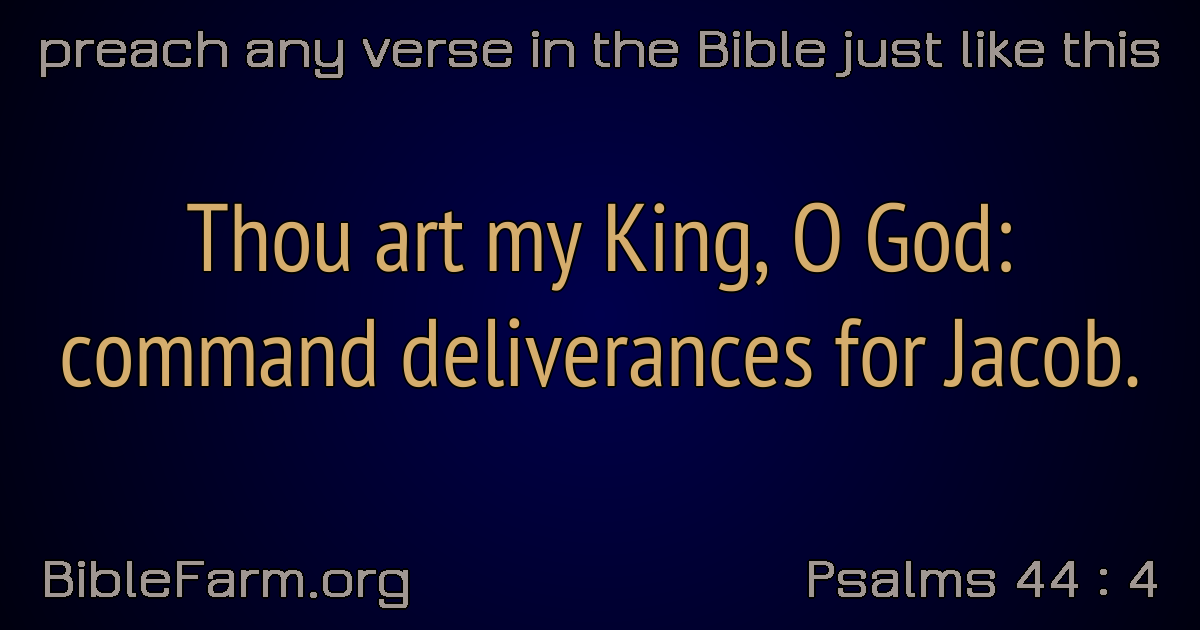 preach any verse in the Bible just like this
Thou art my King, O God:
command deliverances for Jacob.
BibleFarm.org
Psalms 44 : 4